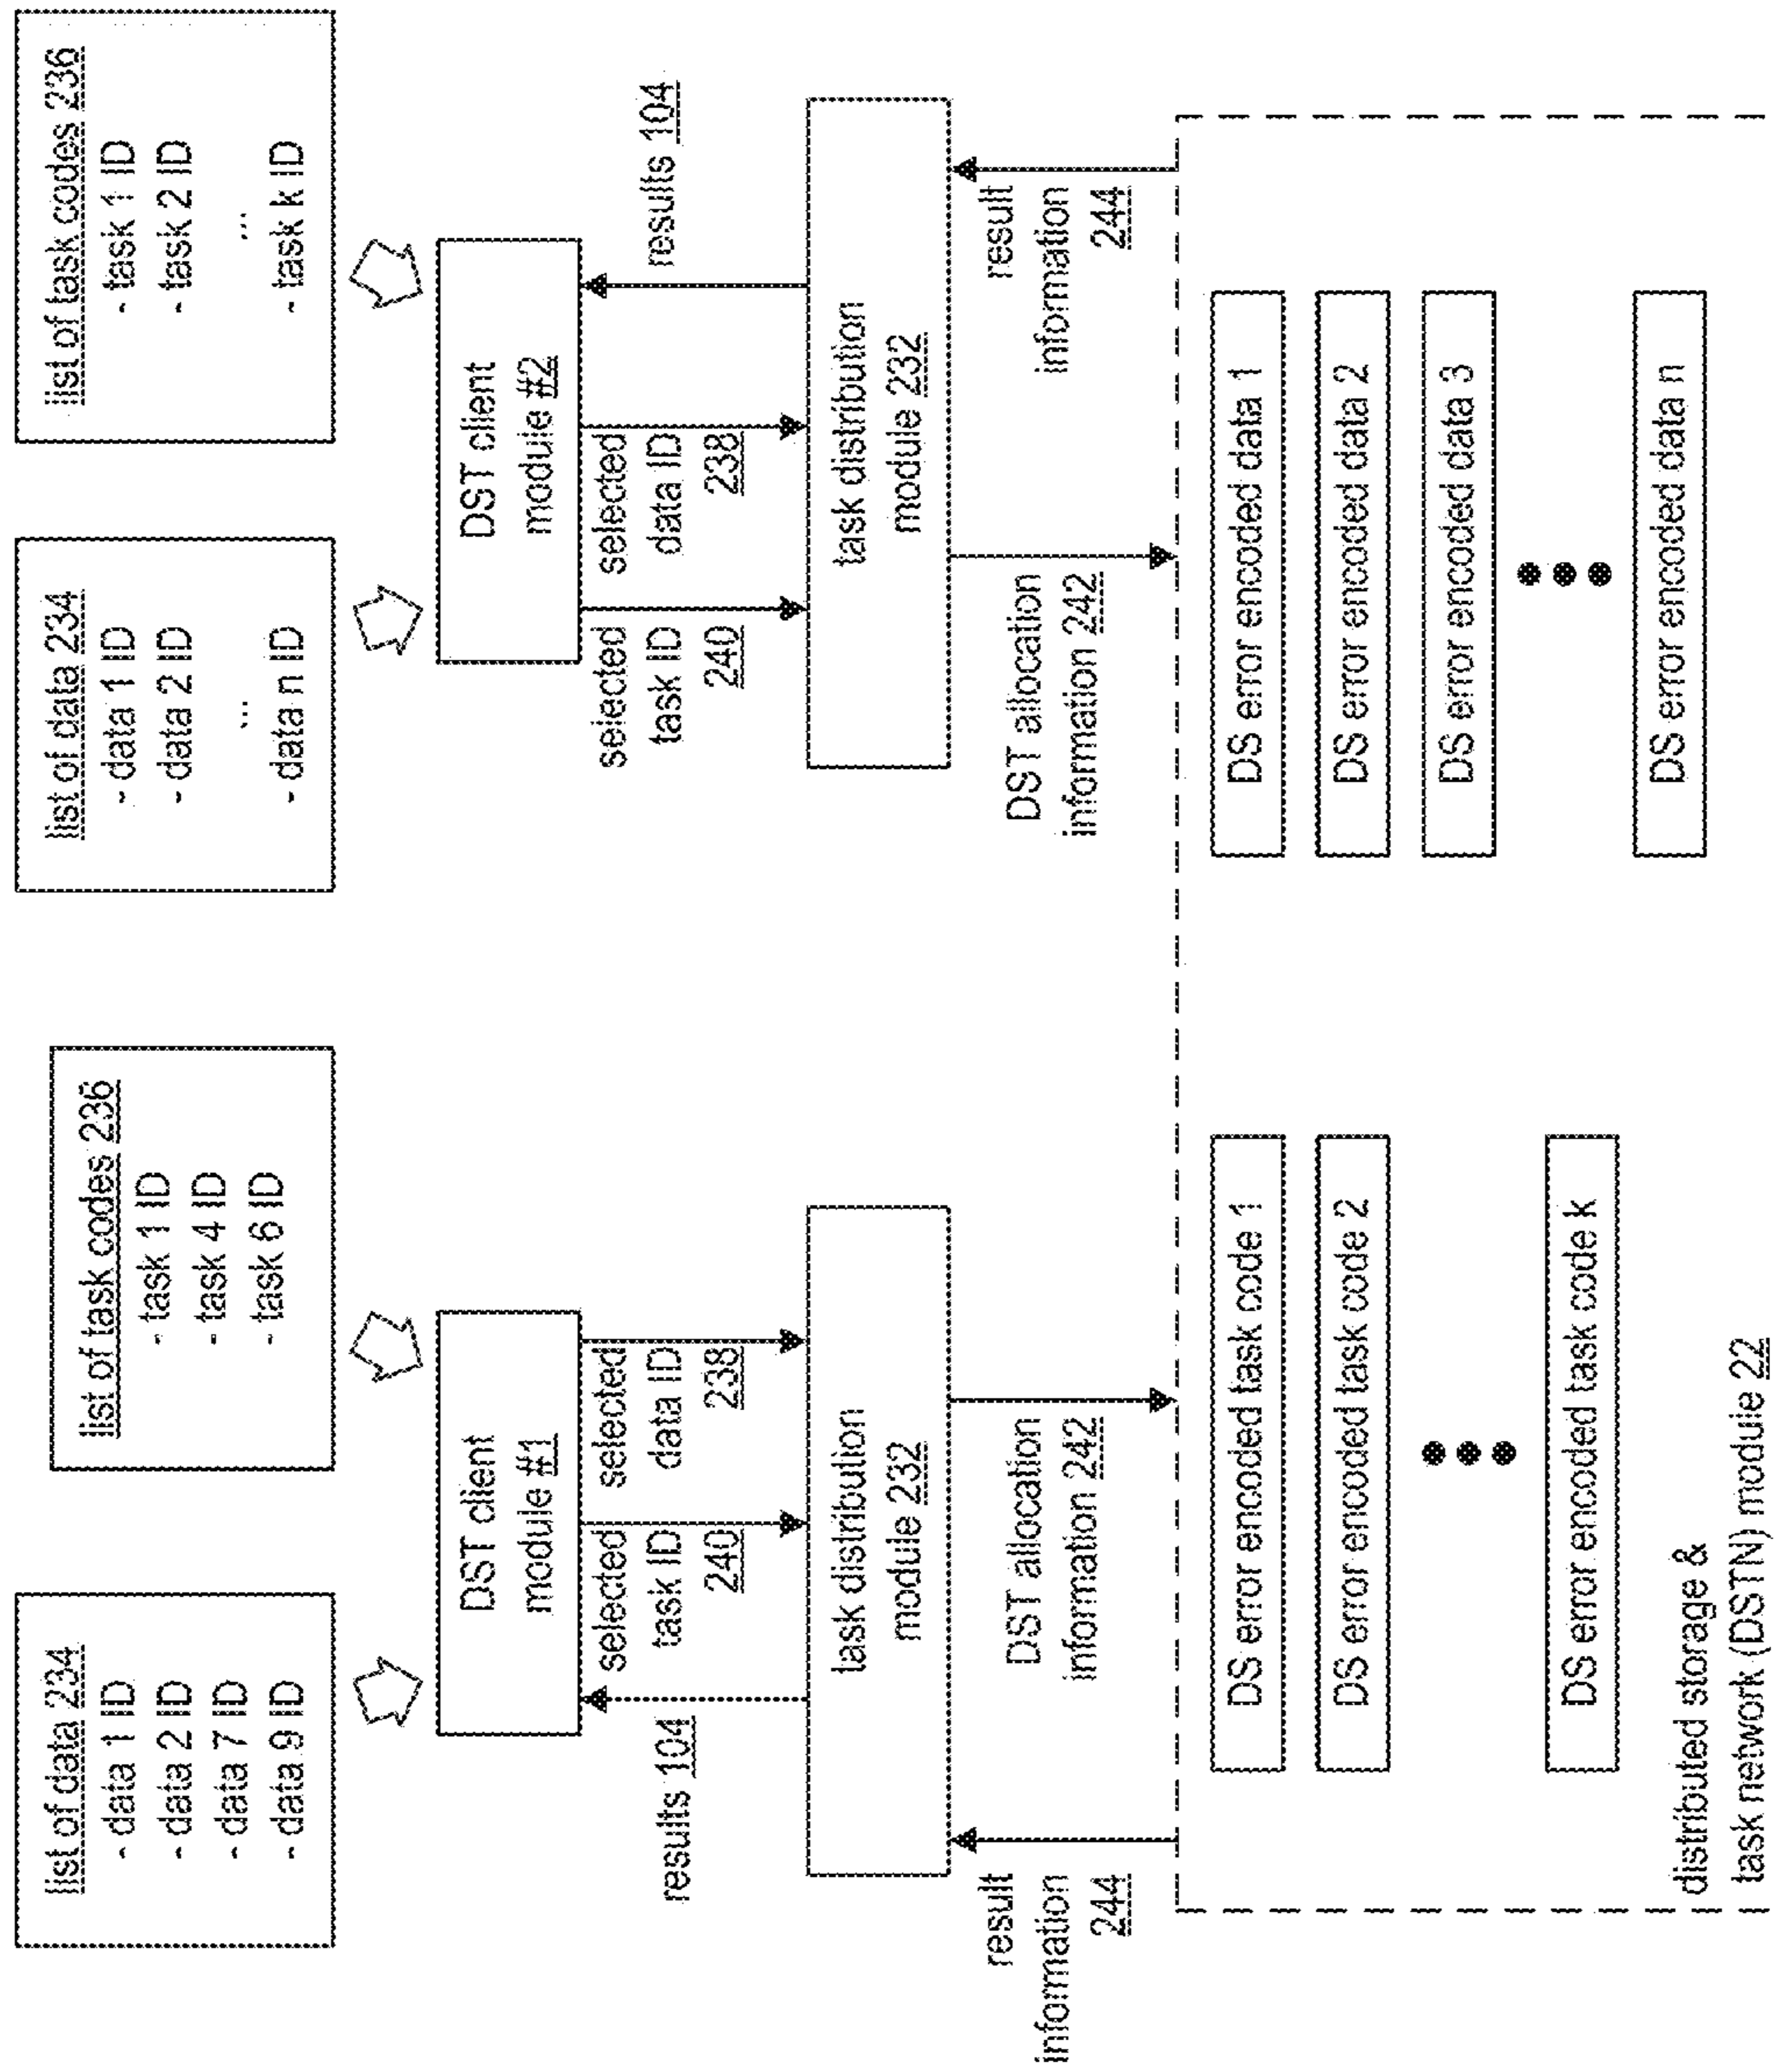 list of data 234
- data 1 ID
- data 2 ID
- data 7 ID
- data 9 ID
list of task codes 236
- task 1 ID
- task 4 ID
- task 6 ID
list of data 234
- data 1 ID
- data 2 ID
...
- data n ID
list of task codes 236
- task 1 ID
- task 2 ID
...
- task k ID
DST client
module #1
DST client
module #2
results 104
selected
task ID
240
selected
data ID
238
selected
task ID
240
selected
data ID
238
results 104
task distribution
module 232
task distribution
module 232
result
information
244
DST allocation
information 242
DST allocation
information 242
result
information
244
DS error encoded task code 1
DS error encoded task code 2
DS error encoded task code k
DS error encoded data 1
DS error encoded data 2
DS error encoded data 3
DS error encoded data n
distributed storage &
task network (DSTN) module 22